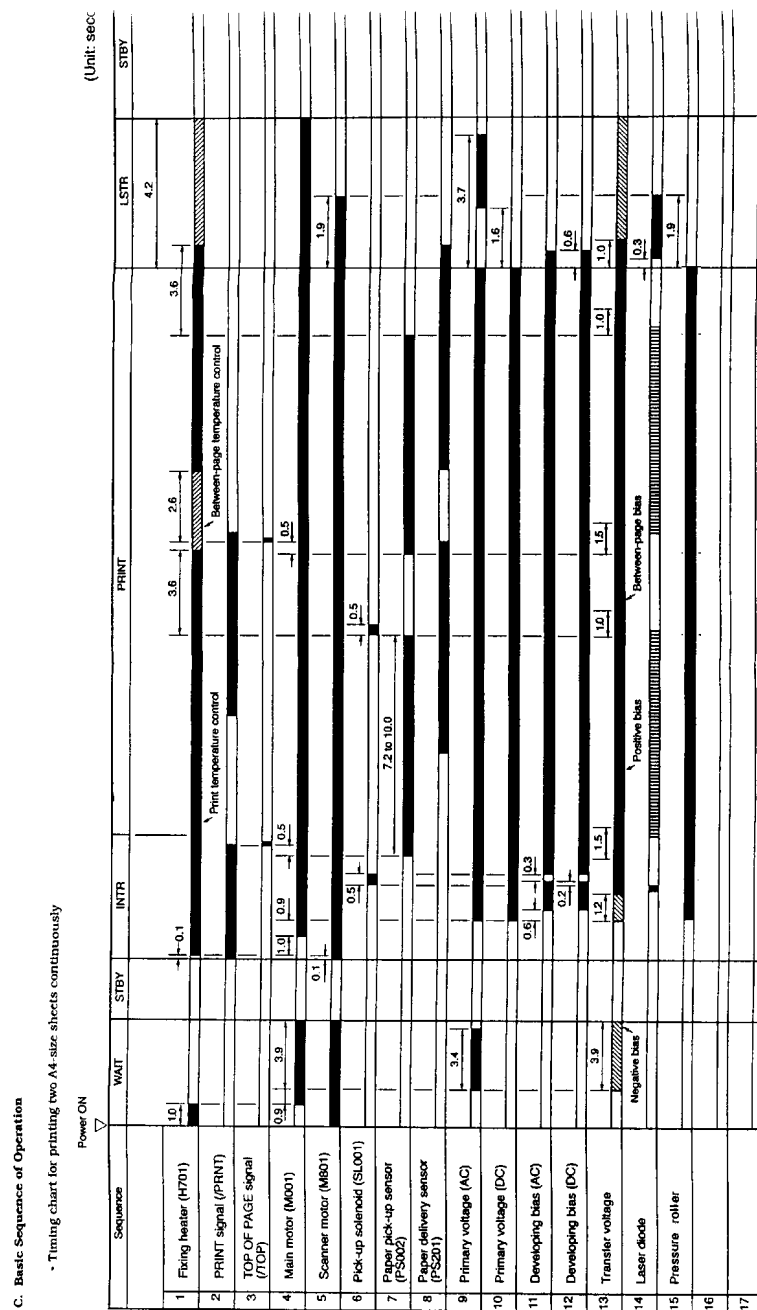 C. Basic Sequence of Operation
• Timing chart for printing two A4-size sheets continuously
(Unit: secc
Power ON
Sequence
WAIT
STBY
INTR
PRINT
LSTR
STBY
1 Fixing heater (H701)
1.0
0.1
Print temperature control
3.6
2.6
Between-page temperature control
3.6
4.2
2 PRINT signal (/PRNT)
3 TOP OF PAGE signal
(/TOP)
4 Main motor (M001)
0.9
3.9
1.0
0.9
0.5
0.5
5 Scanner motor (M801)
0.1
1.9
6 Pick-up solenoid (SL001)
0.5
0.5
7 Paper pick-up sensor
(PS002)
7.2 to 10.0
8 Paper delivery sensor
(PS201)
9 Primary voltage (AC)
3.4
3.7
10 Primary voltage (DC)
1.6
11 Developing bias (AC)
0.6
0.3
12 Developing bias (DC)
0.2
0.6
13 Transfer voltage
3.9
1.2
1.5
1.0
1.5
1.0
1.0
Negative bias
Positive bias
Between-page bias
14 Laser diode
0.3
15 Pressure roller
1.9
16
17